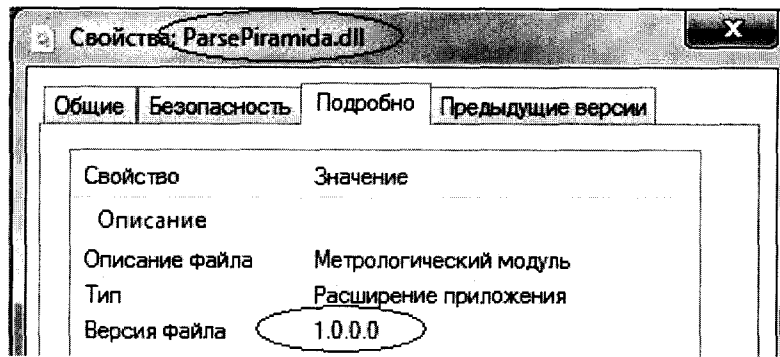 Свойства: ParsePiramida.dll
x
Общие Безопасность Подробно Предыдущие версии
Свойство Значение
Описание
Описание файла Метрологический модуль
Тип Расширение приложения
Версия файла 1.0.0.0